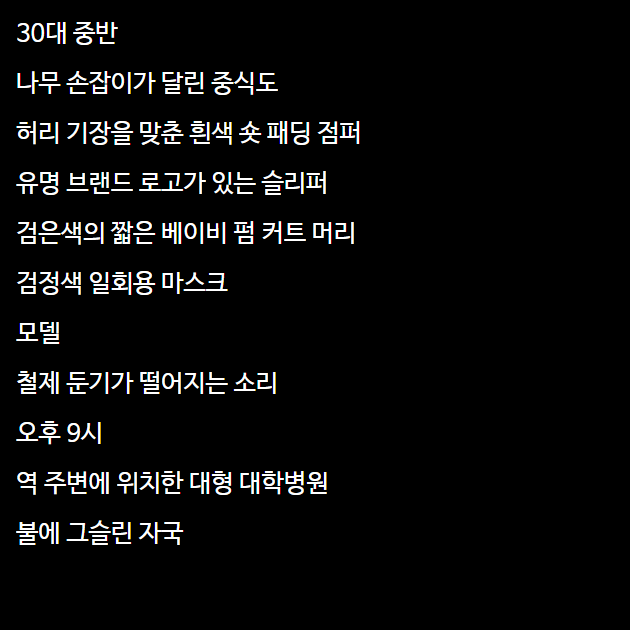 30대 중반
나무 손잡이가 달린 중식도
허리 기장을 맞춘 흰색 숏 패딩 점퍼
유명 브랜드 로고가 있는 슬리퍼
검은색의 짧은 베이비 펌 커트 머리
검정색 일회용 마스크
모델
철제 둔기가 떨어지는 소리
오후 9시
역 주변에 위치한 대형 대학병원
불에 그슬린 자국